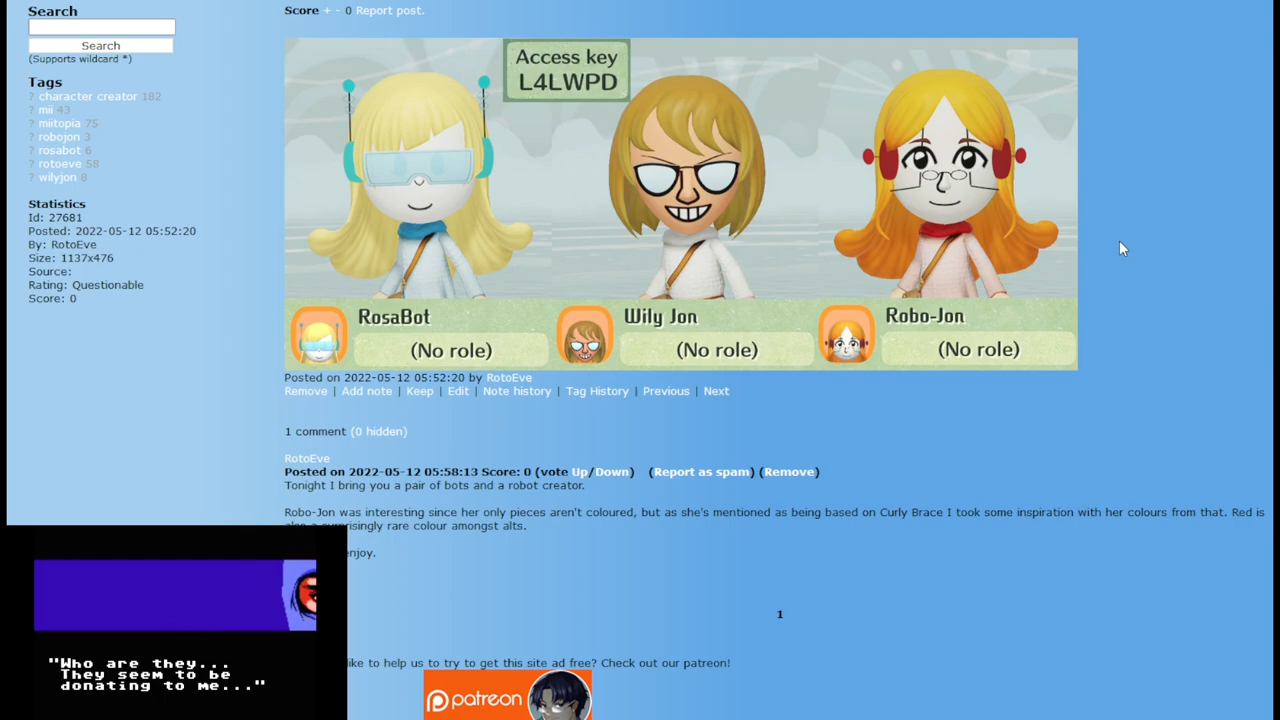 Search
Search
(Supports wildcard *)
Tags
? character creator 182
? mii 43
? miitopia 75
? robojon 3
? rosabot 6
? rotoeve 58
? wilyjon 8
Statistics
Id: 27681
Posted: 2022-05-12 05:52:20
By: RotoEve
Size: 1137x476
Source:
Rating: Questionable
Score: 0
Score + - 0 Report post.
Access key
L4LWPD
RosaBot
(No role)
Wily Jon
(No role)
Robo-Jon
(No role)
Posted on 2022-05-12 05:52:20 by RotoEve
Remove | Add note | Keep | Edit | Note history | Tag History | Previous | Next
1 comment (0 hidden)
RotoEve
Posted on 2022-05-12 05:58:13 Score: 0 (vote Up/Down) (Report as spam) (Remove)
Tonight I bring you a pair of bots and a robot creator.
Robo-Jon was interesting since her only pieces aren't coloured, but as she's mentioned as being based on Curly Brace I took some inspiration with her colours from that. Red is
also a surprisingly rare colour amongst alts.
enjoy.
1
like to help us to try to get this site ad free? Check out our patreon!
patreon
"Who are they...
They seem to be
donating to me..."